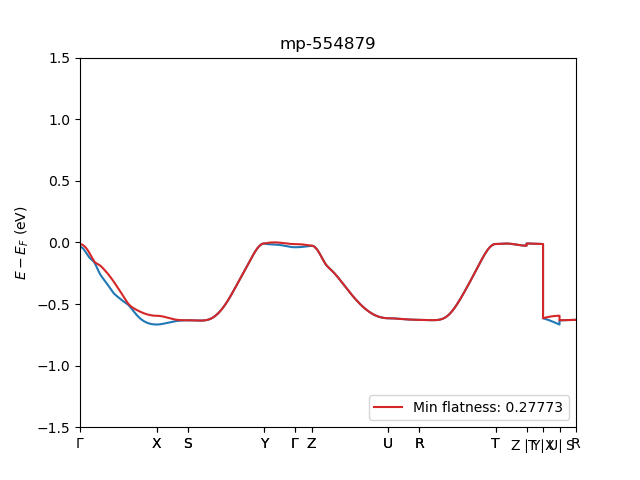 mp-554879
1.5
1.0
0.5
0.0
−0.5
−1.0
−1.5
E − E_F (eV)
Min flatness: 0.27773
Γ X S Y Γ Z U R T Z | T Y | X U | S R